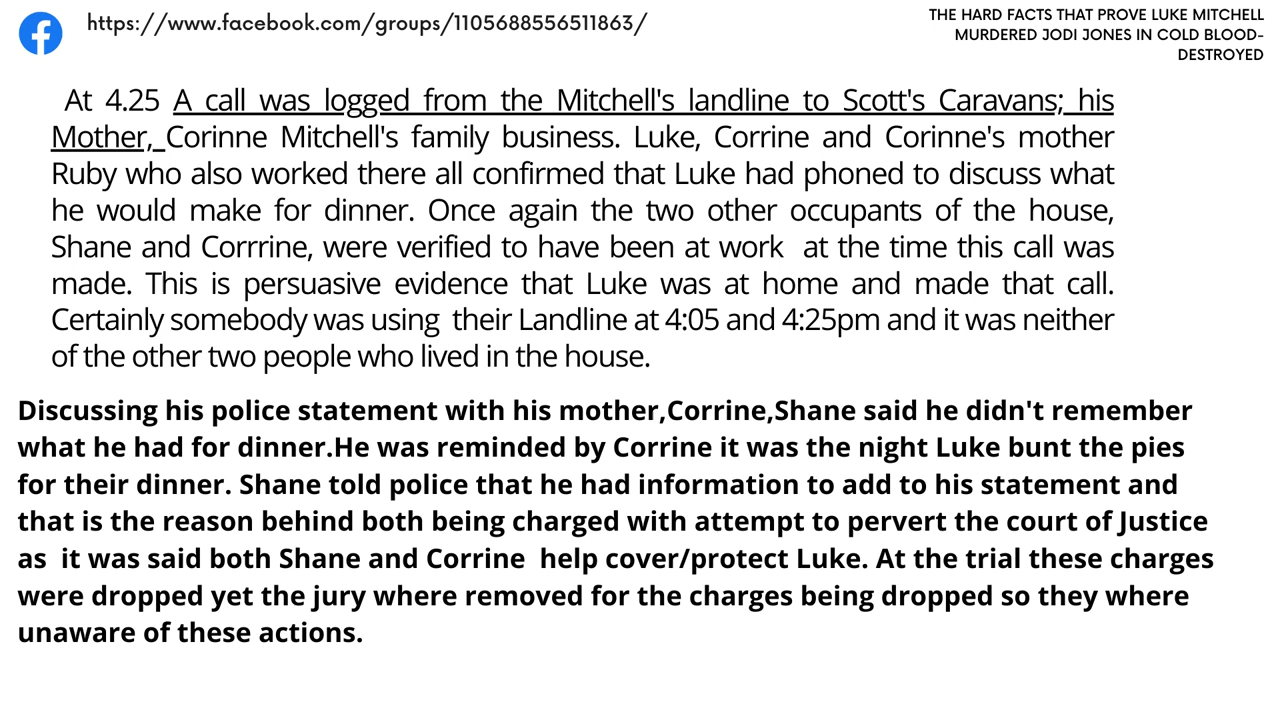 https://www.facebook.com/groups/1105688556511863/
THE HARD FACTS THAT PROVE LUKE MITCHELL
MURDERED JODI JONES IN COLD BLOOD-
DESTROYED
At 4.25 A call was logged from the Mitchell's landline to Scott's Caravans; his
Mother, Corinne Mitchell's family business. Luke, Corrine and Corinne's mother
Ruby who also worked there all confirmed that Luke had phoned to discuss what
he would make for dinner. Once again the two other occupants of the house,
Shane and Corrrine, were verified to have been at work at the time this call was
made. This is persuasive evidence that Luke was at home and made that call.
Certainly somebody was using their Landline at 4:05 and 4:25pm and it was neither
of the other two people who lived in the house.
Discussing his police statement with his mother,Corrine,Shane said he didn't remember
what he had for dinner.He was reminded by Corrine it was the night Luke bunt the pies
for their dinner. Shane told police that he had information to add to his statement and
that is the reason behind both being charged with attempt to pervert the court of Justice
as it was said both Shane and Corrine help cover/protect Luke. At the trial these charges
were dropped yet the jury where removed for the charges being dropped so they where
unaware of these actions.